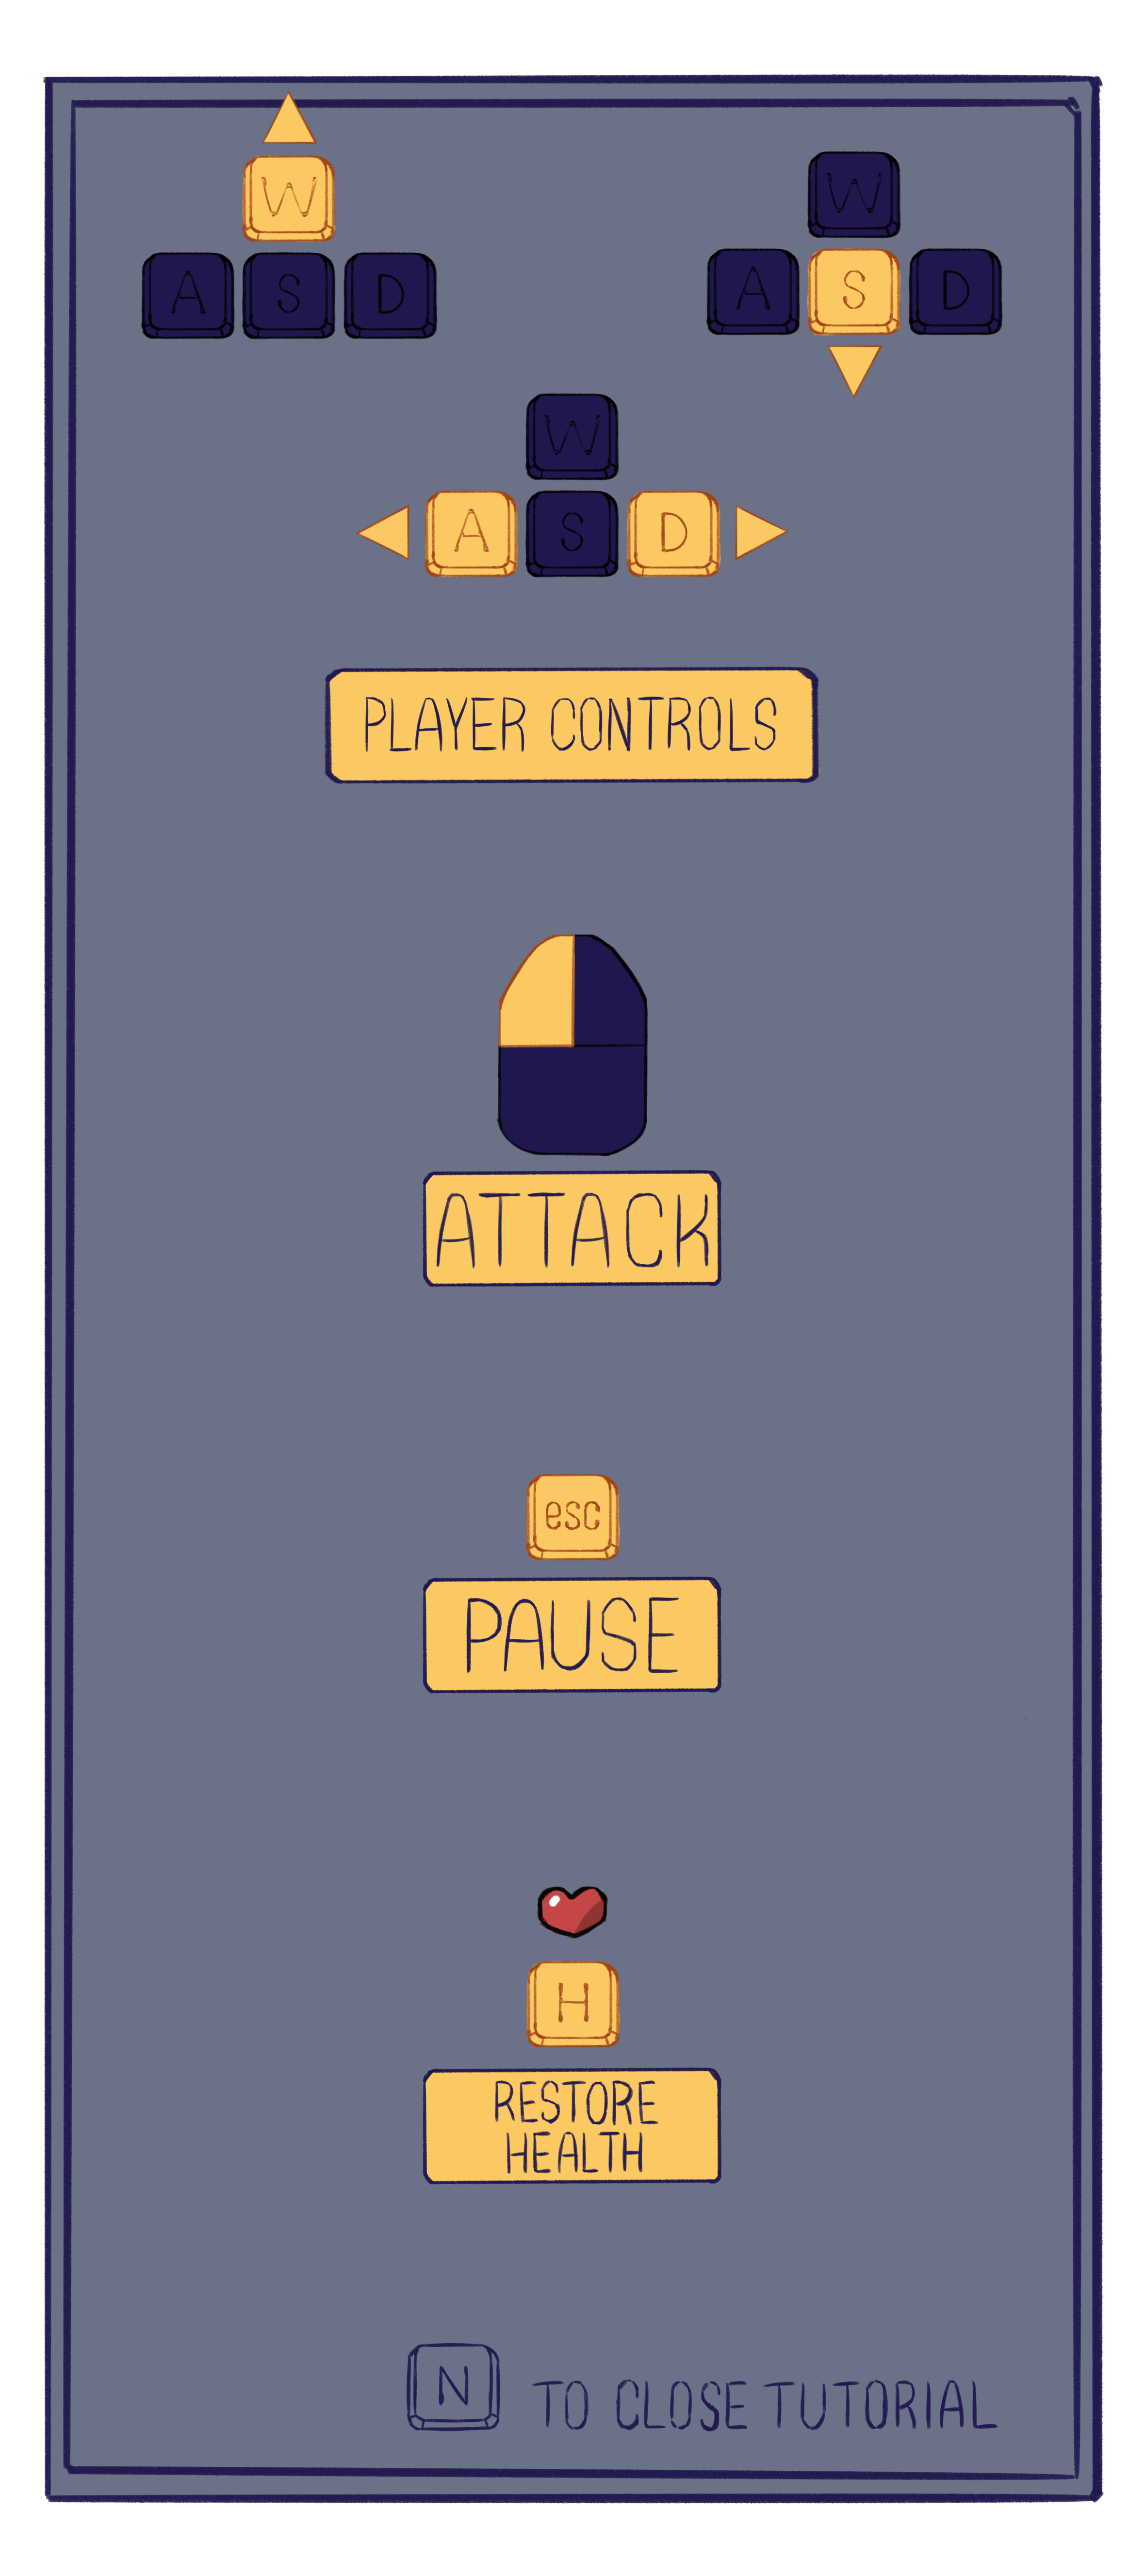 W
A S D
W
A S D
W
A S D
PLAYER CONTROLS
ATTACK
esc
PAUSE
H
RESTORE
HEALTH
N TO CLOSE TUTORIAL